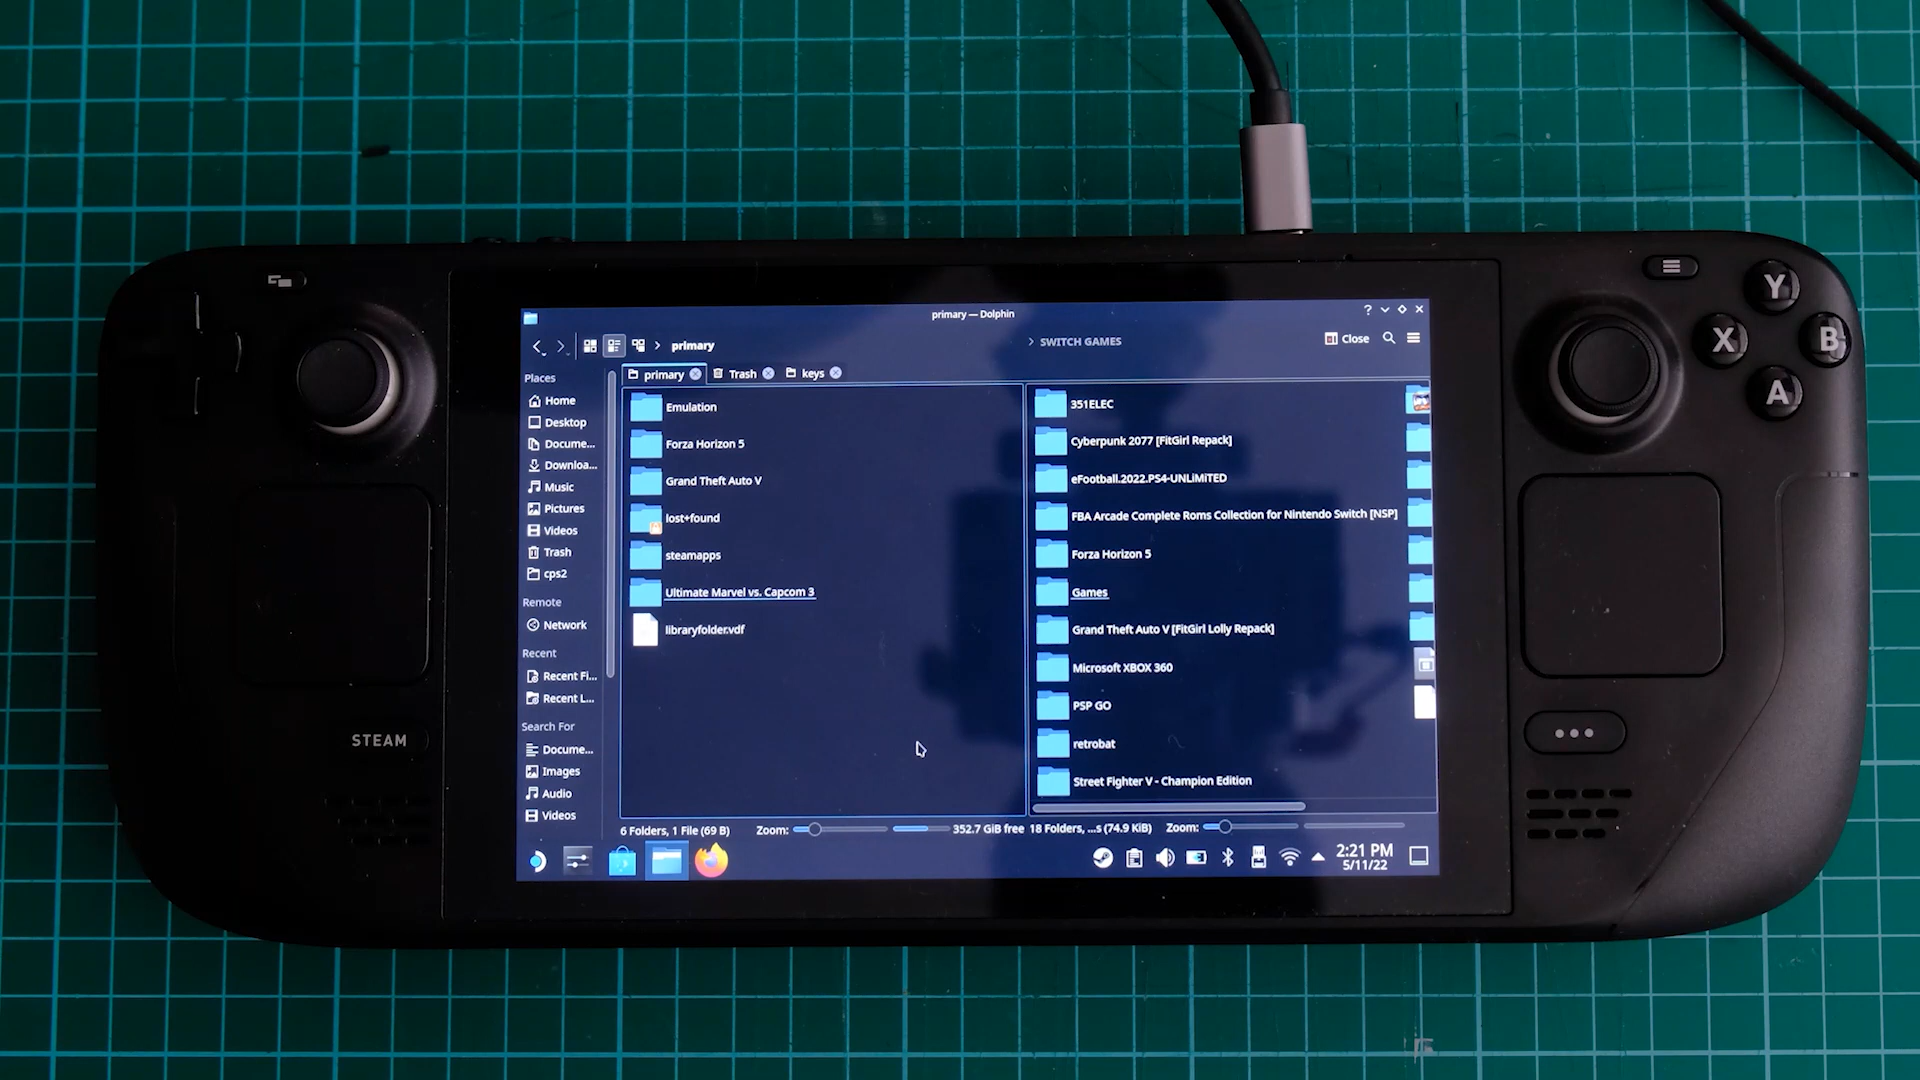 primary — Dolphin
?
primary
SWITCH GAMES
Close
primary
Trash
keys
Places
Home
Desktop
Docume...
Downloa...
Music
Pictures
Videos
Trash
cps2
Remote
Network
Recent
Recent Fi...
Recent L...
Search For
Docume...
Images
Audio
Videos
Emulation
Forza Horizon 5
Grand Theft Auto V
lost+found
steamapps
Ultimate Marvel vs. Capcom 3
libraryfolder.vdf
351ELEC
Cyberpunk 2077 [FitGirl Repack]
eFootball.2022.PS4-UNLiMiTED
FBA Arcade Complete Roms Collection for Nintendo Switch [NSP]
Forza Horizon 5
Games
Grand Theft Auto V [FitGirl Lolly Repack]
Microsoft XBOX 360
PSP GO
retrobat
Street Fighter V - Champion Edition
6 Folders, 1 File (69 B)
Zoom:
352.7 GiB free
18 Folders, ...s (74.9 KiB)
Zoom:
2:21 PM
5/11/22
STEAM
Y
X
B
A